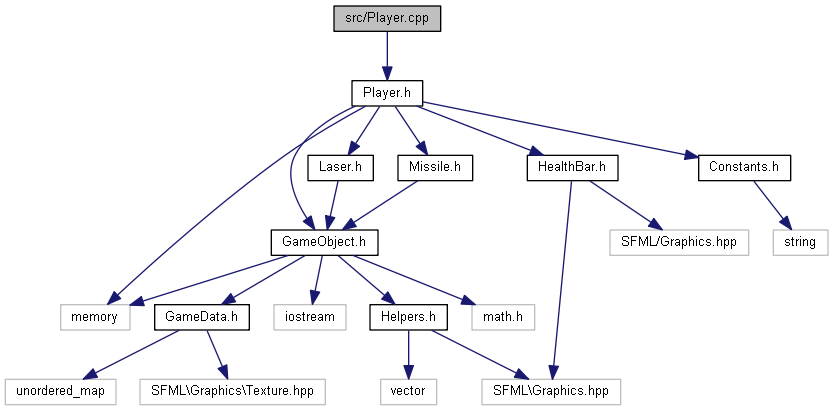 src/Player.cpp
Player.h
Laser.h
Missile.h
HealthBar.h
Constants.h
GameObject.h
SFML/Graphics.hpp
string
memory
GameData.h
iostream
Helpers.h
math.h
unordered_map
SFML\Graphics\Texture.hpp
vector
SFML\Graphics.hpp